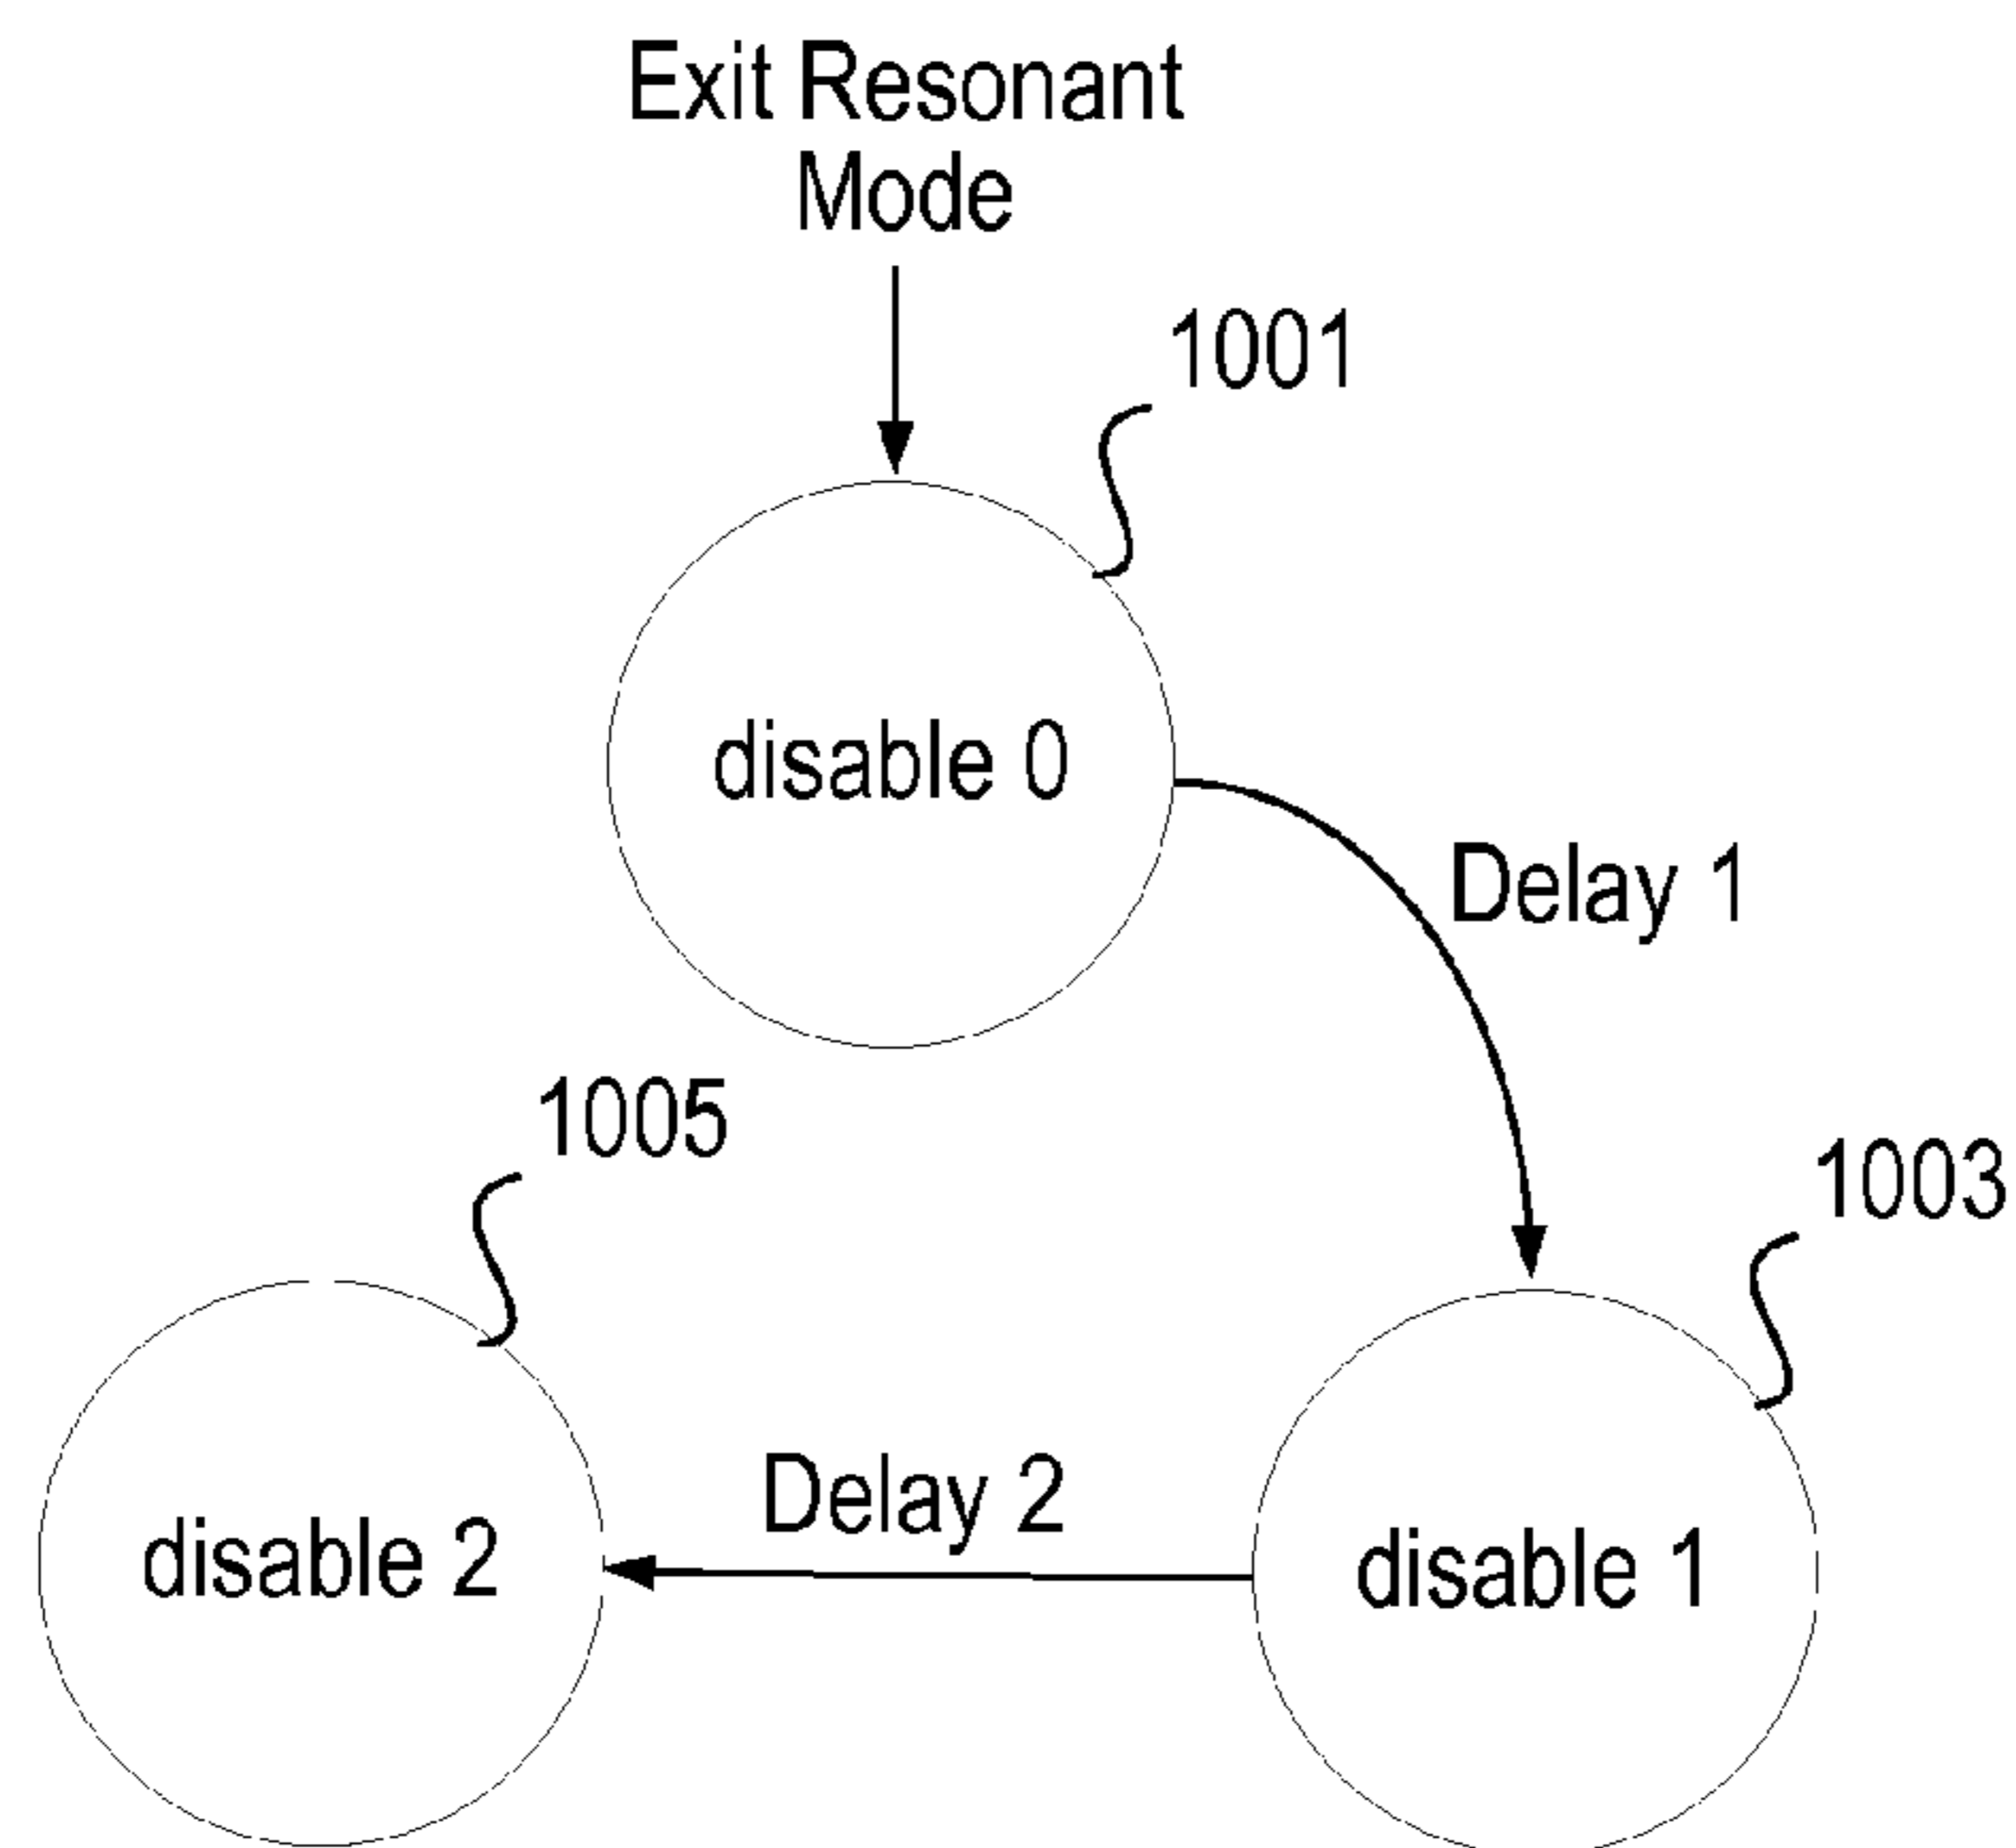 Exit Resonant
Mode
1001
disable 0
Delay 1
1005
1003
Delay 2
disable 2
disable 1